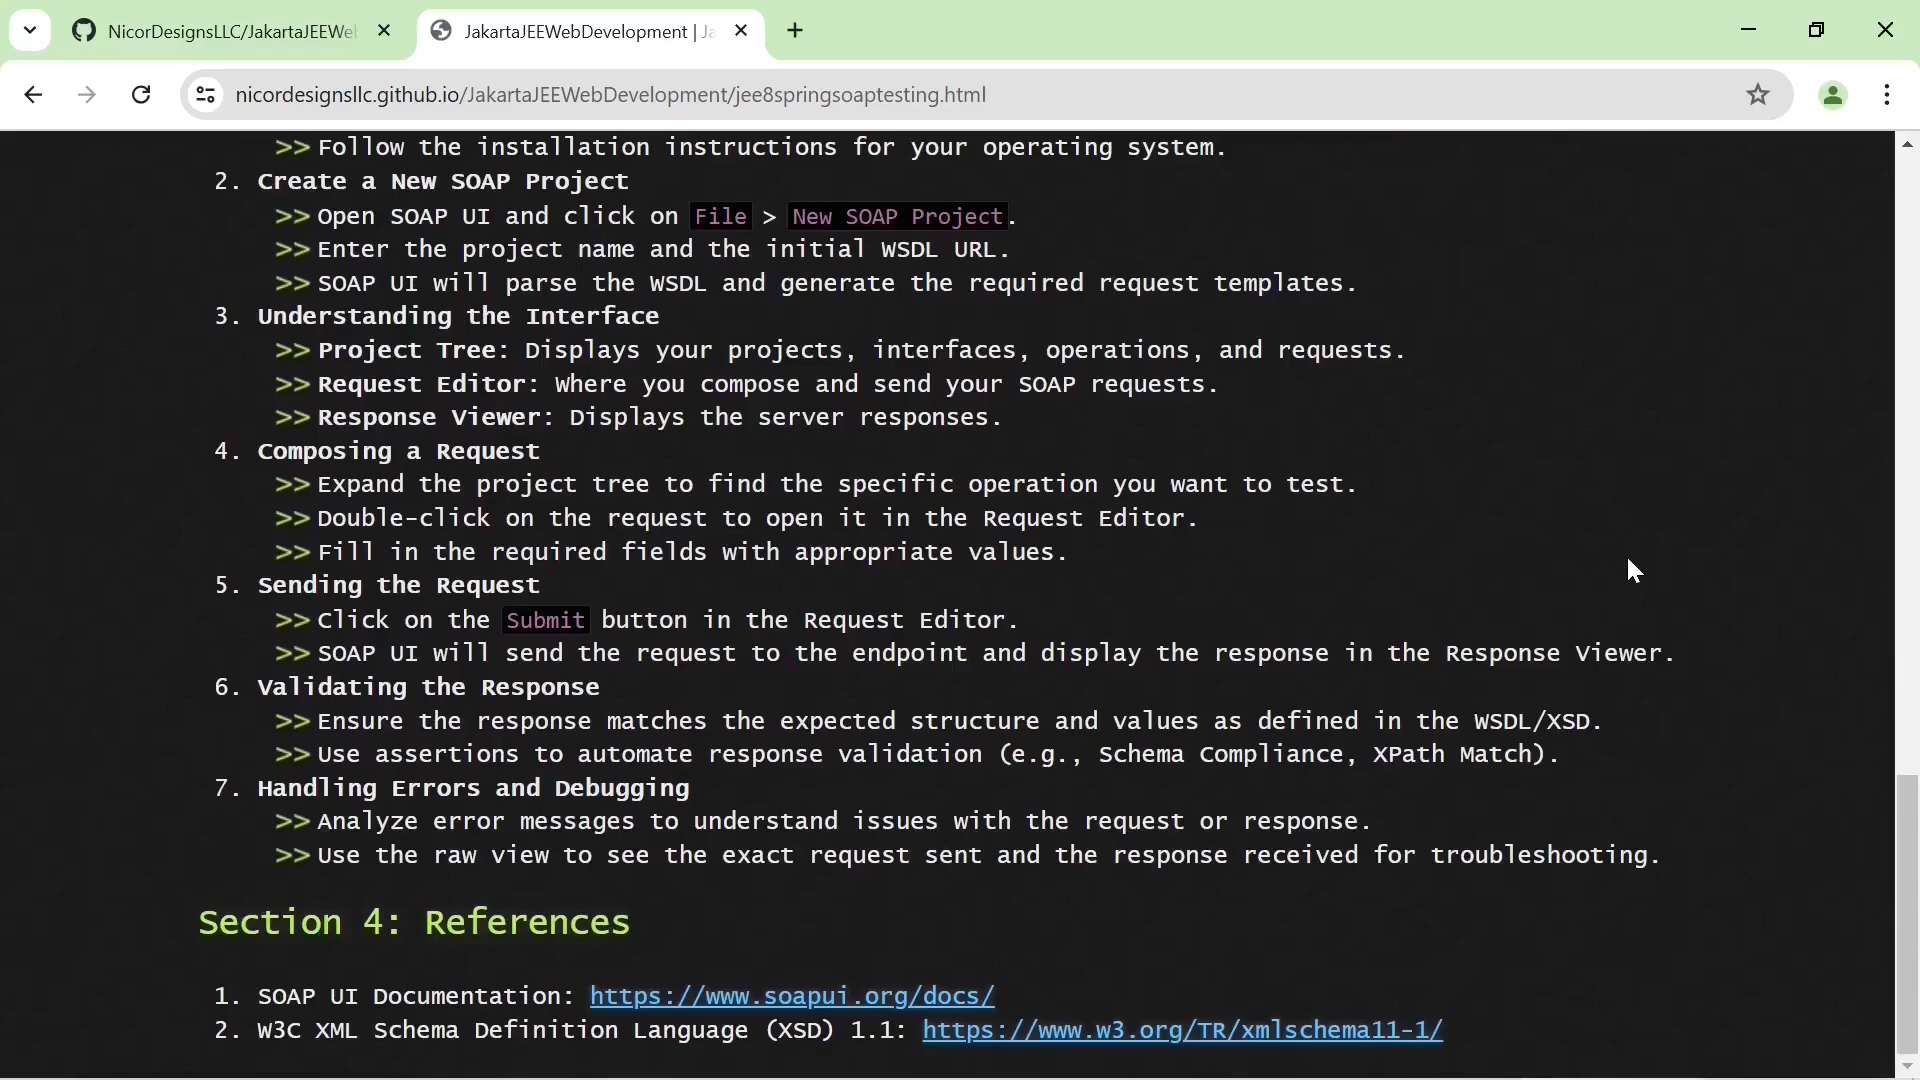 NicorDesignsLLC/JakartaJEEWeb
JakartaJEEWebDevelopment | Ja
nicordesignsllc.github.io/JakartaJEEWebDevelopment/jee8springsoaptesting.html
>> Follow the installation instructions for your operating system.
2. Create a New SOAP Project
>> Open SOAP UI and click on File > New SOAP Project.
>> Enter the project name and the initial WSDL URL.
>> SOAP UI will parse the WSDL and generate the required request templates.
3. Understanding the Interface
>> Project Tree: Displays your projects, interfaces, operations, and requests.
>> Request Editor: Where you compose and send your SOAP requests.
>> Response Viewer: Displays the server responses.
4. Composing a Request
>> Expand the project tree to find the specific operation you want to test.
>> Double-click on the request to open it in the Request Editor.
>> Fill in the required fields with appropriate values.
5. Sending the Request
>> Click on the Submit button in the Request Editor.
>> SOAP UI will send the request to the endpoint and display the response in the Response Viewer.
6. Validating the Response
>> Ensure the response matches the expected structure and values as defined in the WSDL/XSD.
>> Use assertions to automate response validation (e.g., Schema Compliance, XPath Match).
7. Handling Errors and Debugging
>> Analyze error messages to understand issues with the request or response.
>> Use the raw view to see the exact request sent and the response received for troubleshooting.
Section 4: References
1. SOAP UI Documentation: https://www.soapui.org/docs/
2. W3C XML Schema Definition Language (XSD) 1.1: https://www.w3.org/TR/xmlschema11-1/